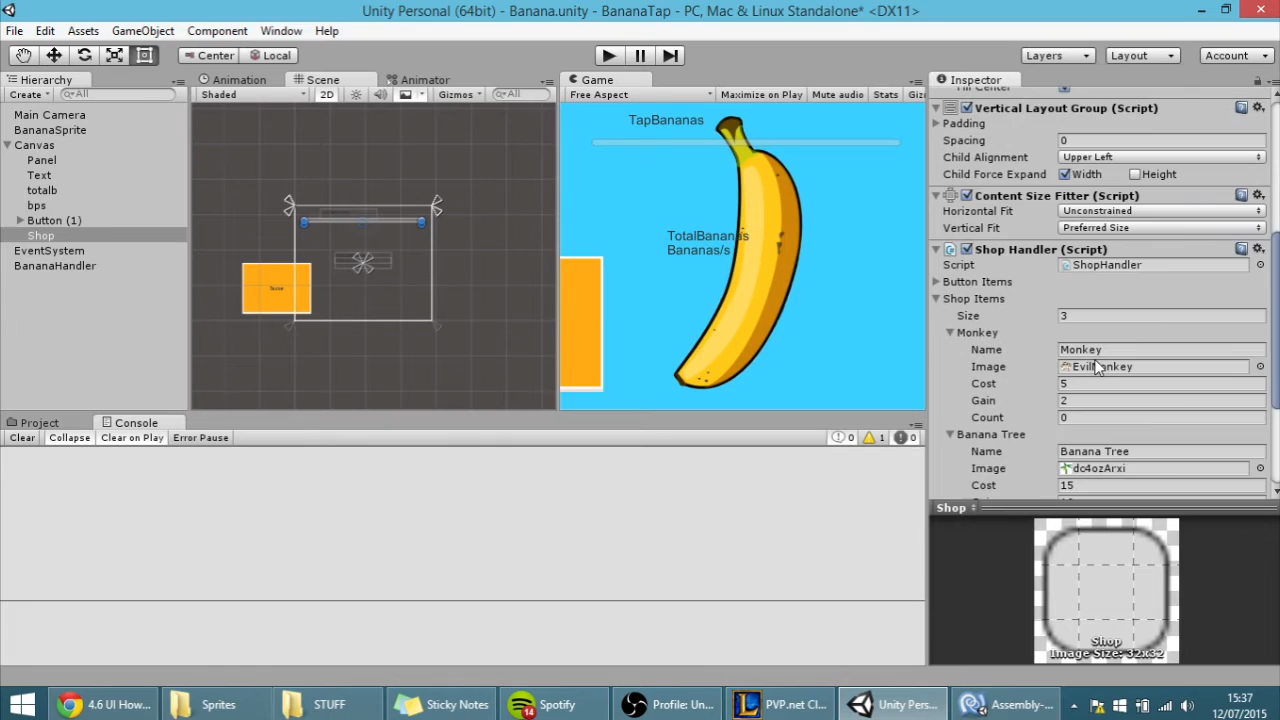 Unity Personal (64bit) - Banana.unity - BananaTap - PC, Mac & Linux Standalone* <DX11>
File Edit Assets GameObject Component Window Help
Center Local Layers Layout Account
Hierarchy Animation Scene Animator Game Inspector
Create All Shaded 2D Gizmos All Free Aspect Maximize on Play Mute audio Stats Giz
Main Camera
BananaSprite
Canvas
Panel
Text
totalb
bps
Button (1)
Shop
EventSystem
BananaHandler
TapBananas
TotalBanana's
Bananas/s
Vertical Layout Group (Script)
Padding
Spacing 0
Child Alignment Upper Left
Child Force Expand Width Height
Content Size Fitter (Script)
Horizontal Fit Unconstrained
Vertical Fit Preferred Size
Shop Handler (Script)
Script ShopHandler
Button Items
Shop Items
Size 3
Monkey
Name Monkey
Image EvilMonkey
Cost 5
Gain 2
Count 0
Banana Tree
Name Banana Tree
Image dc4ozArxi
Cost 15
Project Console
Clear Collapse Clear on Play Error Pause 0 1 0
Shop
Shop
Image Size: 32x32
4.6 UI How... Sprites STUFF Sticky Notes Spotify 14 Profile: Un... PVP.net Cl... Unity Pers... Assembly-...
15:37
12/07/2015